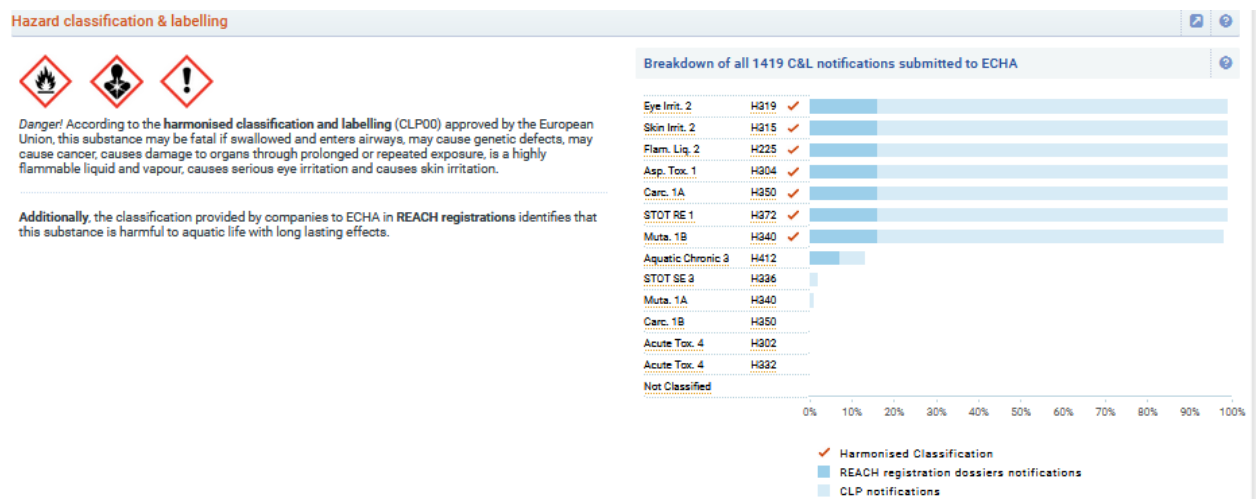 Hazard classification & labelling
Danger! According to the harmonised classification and labelling (CLP00) approved by the European
Union, this substance may be fatal if swallowed and enters airways, may cause genetic defects, may
cause cancer, causes damage to organs through prolonged or repeated exposure, is a highly
flammable liquid and vapour, causes serious eye irritation and causes skin irritation.
Additionally, the classification provided by companies to ECHA in REACH registrations identifies that
this substance is harmful to aquatic life with long lasting effects.
Breakdown of all 1419 C&L notifications submitted to ECHA
Eye Irrit. 2 H319
Skin Irrit. 2 H315
Flam. Liq. 2 H225
Asp. Tox. 1 H304
Carc. 1A H350
STOT RE 1 H372
Muta. 1B H340
Aquatic Chronic 3 H412
STOT SE 3 H336
Muta. 1A H340
Carc. 1B H350
Acute Tox. 4 H302
Acute Tox. 4 H332
Not Classified
0% 10% 20% 30% 40% 50% 60% 70% 80% 90% 100%
Harmonised Classification
REACH registration dossiers notifications
CLP notifications